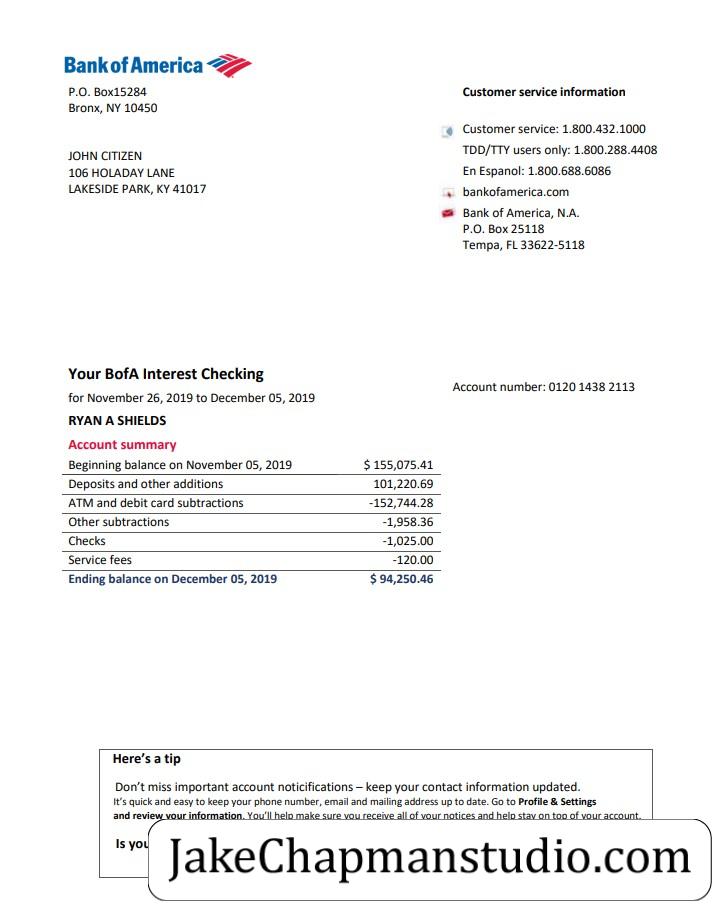 Bank of America
P.O. Box15284
Bronx, NY 10450
Customer service information
Customer service: 1.800.432.1000
TDD/TTY users only: 1.800.288.4408
En Espanol: 1.800.688.6086
bankofamerica.com
Bank of America, N.A.
P.O. Box 25118
Tempa, FL 33622-5118
JOHN CITIZEN
106 HOLADAY LANE
LAKESIDE PARK, KY 41017
Your BofA Interest Checking
for November 26, 2019 to December 05, 2019
Account number: 0120 1438 2113
RYAN A SHIELDS
Account summary
Beginning balance on November 05, 2019 $ 155,075.41
Deposits and other additions 101,220.69
ATM and debit card subtractions -152,744.28
Other subtractions -1,958.36
Checks -1,025.00
Service fees -120.00
Ending balance on December 05, 2019 $ 94,250.46
Here’s a tip
Don’t miss important account noticifications – keep your contact information updated.
It’s quick and easy to keep your phone number, email and mailing address up to date. Go to Profile & Settings
and review your information. You’ll help make sure you receive all of your notices and help stay on top of your account.
Is you
JakeChapmanstudio.com